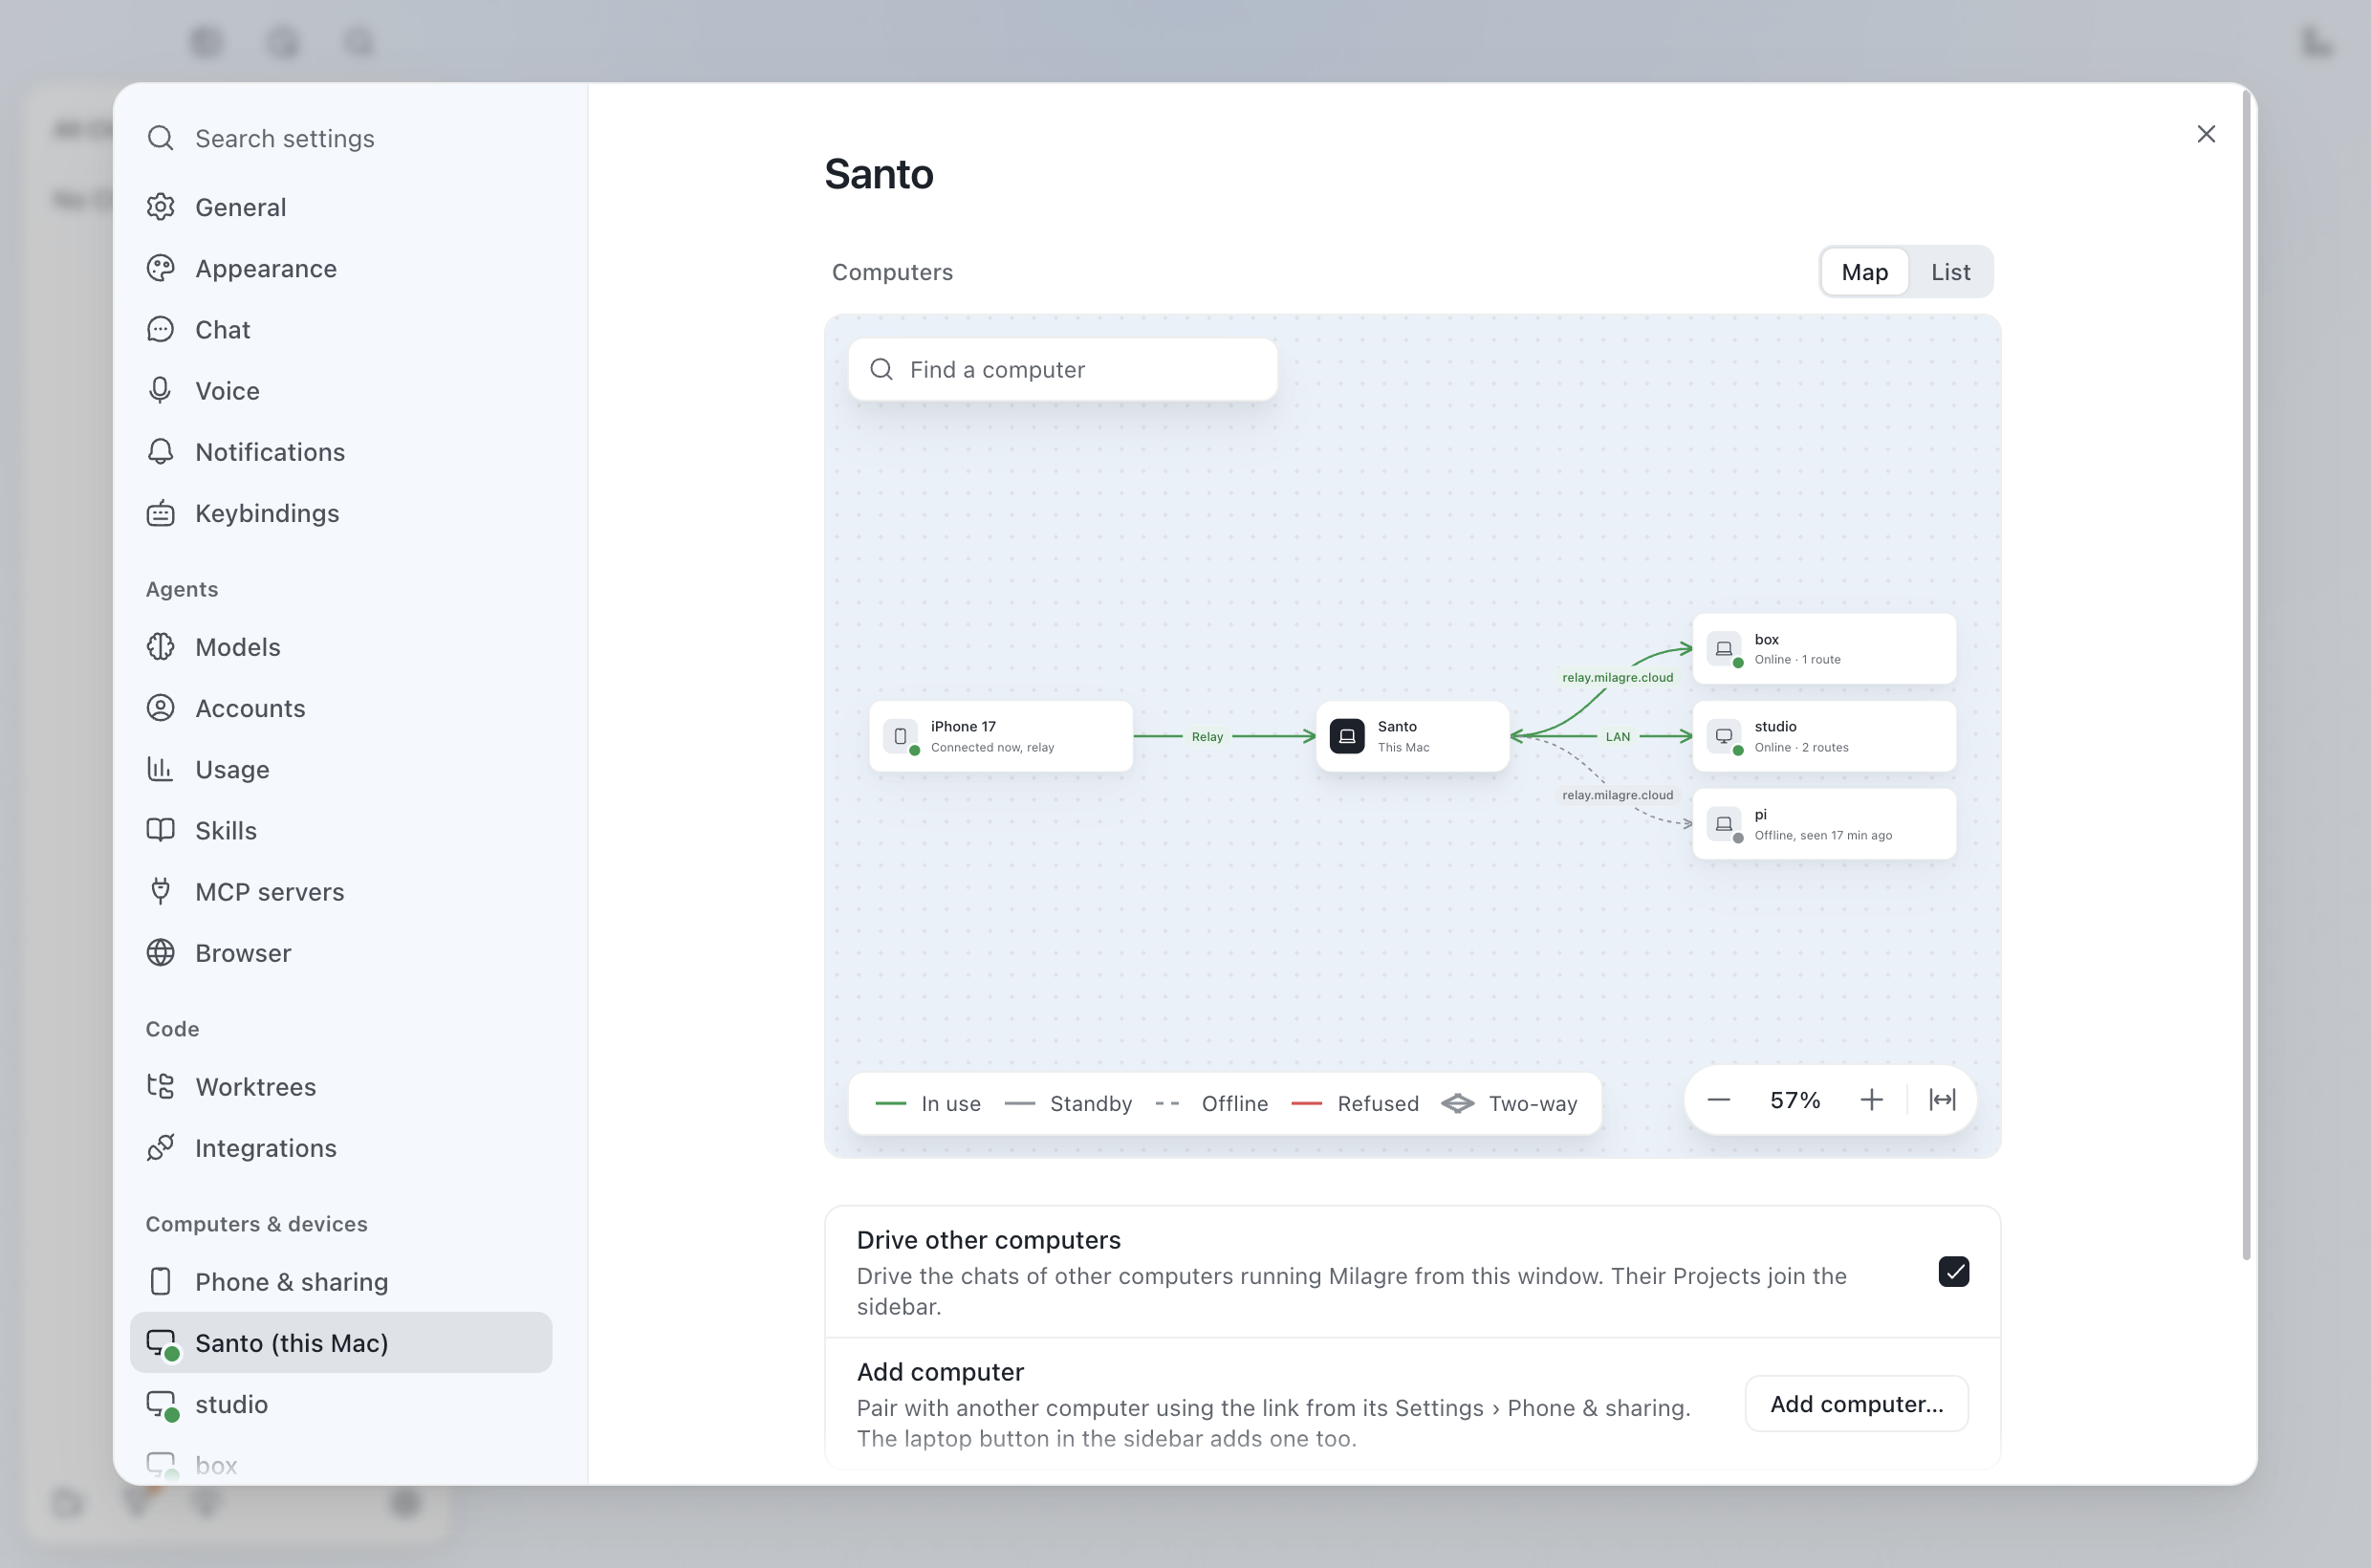 Search settings
General
Appearance
Chat
Voice
Notifications
Keybindings
Agents
Models
Accounts
Usage
Skills
MCP servers
Browser
Code
Worktrees
Integrations
Computers & devices
Phone & sharing
Santo (this Mac)
studio
box
Santo
Computers
Map
List
Find a computer
iPhone 17
Connected now, relay
Relay
Santo
This Mac
relay.milagre.cloud
LAN
relay.milagre.cloud
box
Online · 1 route
studio
Online · 2 routes
pi
Offline, seen 17 min ago
In use
Standby
Offline
Refused
Two-way
57%
Drive other computers
Drive the chats of other computers running Milagre from this window. Their Projects join the
sidebar.
Add computer
Pair with another computer using the link from its Settings › Phone & sharing.
The laptop button in the sidebar adds one too.
Add computer...